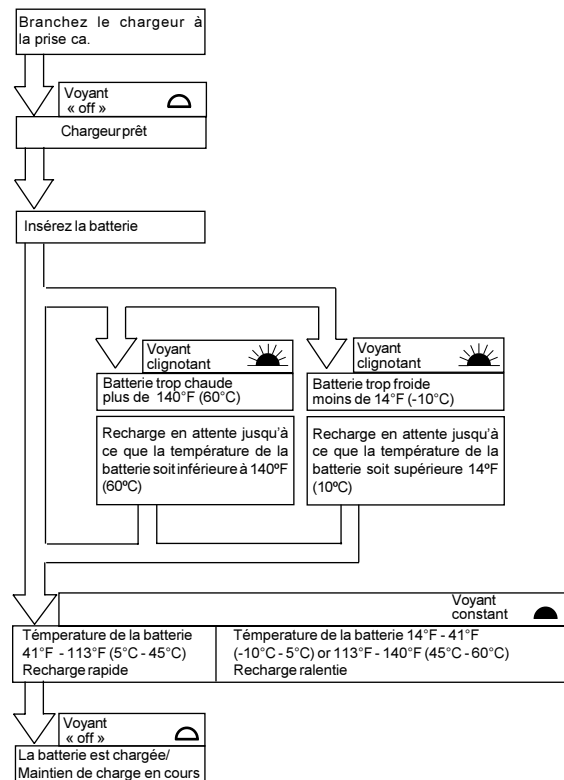 Branchez le chargeur à
la prise ca.
Voyant
« off »
Chargeur prêt
Insérez la batterie
Voyant
clignotant
Batterie trop chaude
plus de 140°F (60°C)
Recharge en attente jusqu'à
ce que la température de la
batterie soit inférieure à 140ºF
(60ºC)
Voyant
clignotant
Batterie trop froide
moins de 14°F (-10°C)
Recharge en attente jusqu'à
ce que la température de la
batterie soit supérieure 14ºF
(10ºC)
Voyant
constant
Témpérature de la batterie
41°F - 113°F (5°C - 45°C)
Recharge rapide
Témpérature de la batterie 14°F - 41°F
(-10°C - 5°C) or 113°F - 140°F (45°C - 60°C)
Recharge ralentie
Voyant
« off »
La batterie est chargée/
Maintien de charge en cours